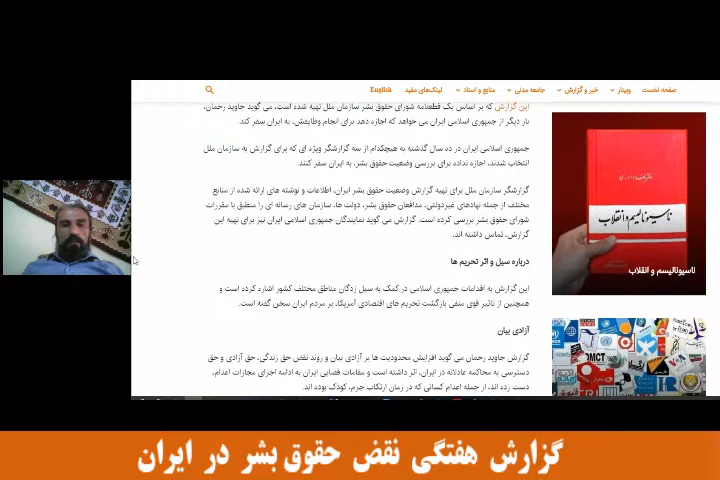 صفحه نخست
وبینار
خبر و گزارش
جامعه مدنی
منابع و اسناد
لینک‌های مفید
English
این گزارش که بر اساس یک قطعنامه شورای حقوق بشر سازمان ملل تهیه شده است، می گوید جاوید رحمان،
بار دیگر از جمهوری اسلامی ایران می خواهد که اجازه دهد برای انجام وظایفش، به ایران سفر کند.
جمهوری اسلامی ایران در ده سال گذشته به هیچکدام از سه گزارشگر ویژه ای که برای گزارش به سازمان ملل
انتخاب شدند، اجازه نداده برای بررسی وضعیت حقوق بشر، به ایران سفر کنند.
گزارشگر سازمان ملل برای تهیه گزارش وضعیت حقوق بشر ایران، اطلاعات و نوشته های ارائه شده از منابع
مختلف از جمله نهادهای غیردولتی، مدافعان حقوق بشر، دولت ها، سازمان های رسانه ای را منطبق با مقررات
شورای حقوق بشر بررسی کرده است. گزارش می گوید نمایندگان جمهوری اسلامی ایران نیز برای تهیه این
گزارش، تماس داشته اند.
درباره سیل و اثر تحریم ها
این گزارش به اقدامات جمهوری اسلامی در کمک به سیل زدگان مناطق مختلف کشور اشاره کرده است و
همچنین از تاثیر قوی منفی بازگشت تحریم های اقتصادی آمریکا، بر مردم ایران سخن گفته است.
آزادی بیان
گزارش جاوید رحمان می گوید افزایش محدودیت ها بر آزادی بیان و روند نقض حق زندگی، حق آزادی و حق
دسترسی به محاکمه عادلانه در ایران، اثر داشته است و مقامات قضایی ایران به ادامه اجرای مجازات اعدام،
دست زده اند، از جمله اعدام کسانی که در زمان ارتکاب جرم، کودک بوده اند.
ناسیونالیسم و انقلاب
ناسیونالیسم و انقلاب
OMCT
گزارش هفتگی نقض حقوق بشر در ایران